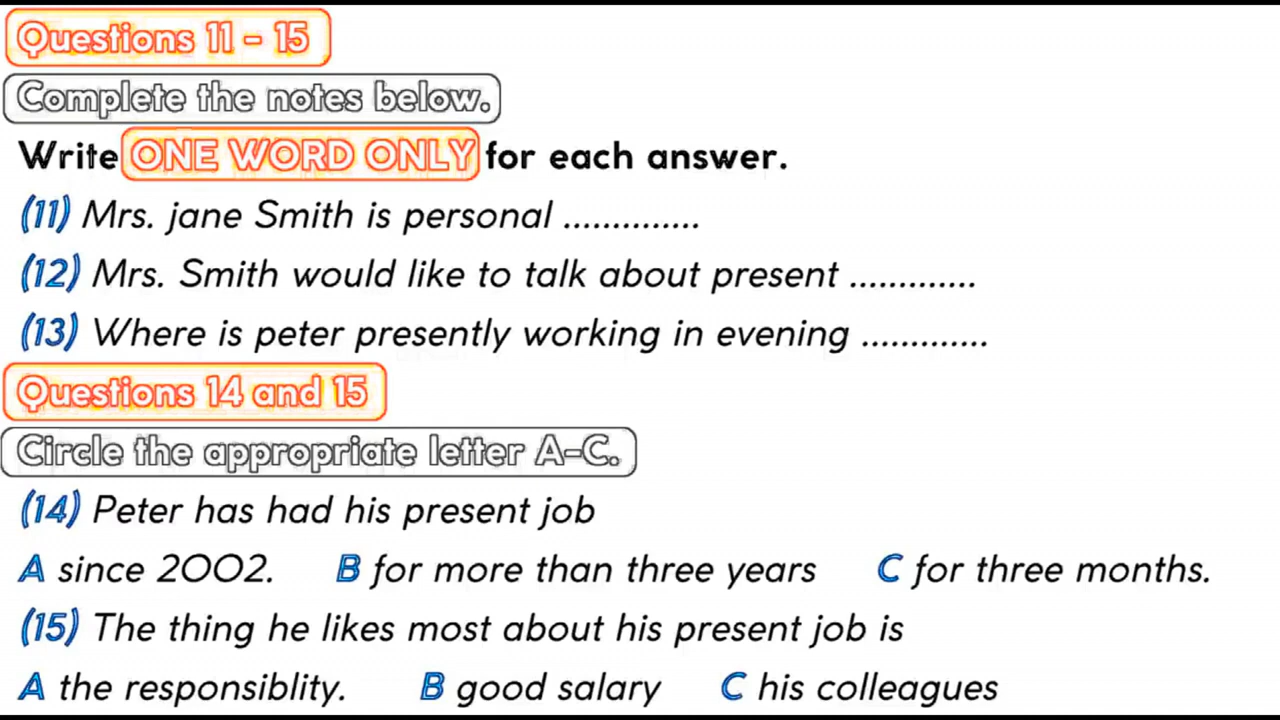 Questions 11 - 15
Complete the notes below.
Write ONE WORD ONLY for each answer.
(11) Mrs. jane Smith is personal ..............
(12) Mrs. Smith would like to talk about present .............
(13) Where is peter presently working in evening .............
Questions 14 and 15
Circle the appropriate letter A-C.
(14) Peter has had his present job
A since 2002. B for more than three years C for three months.
(15) The thing he likes most about his present job is
A the responsiblity. B good salary C his colleagues